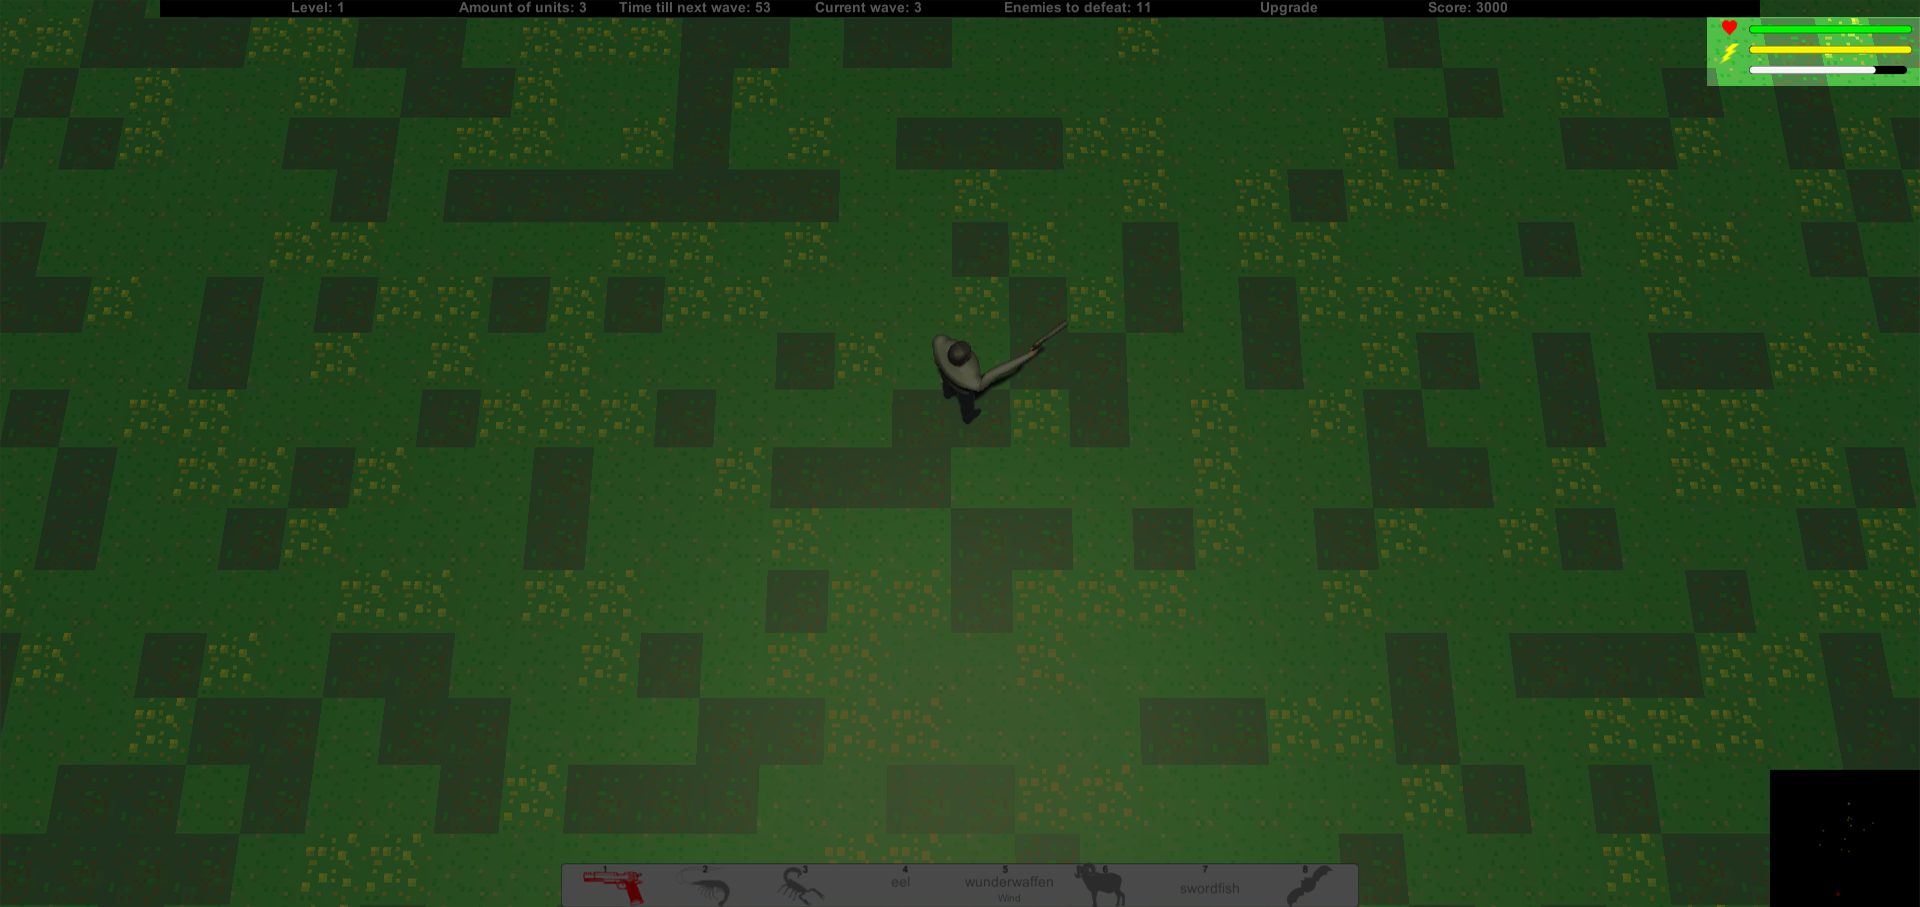 Level: 1 Amount of units: 3 Time till next wave: 53 Current wave: 3 Enemies to defeat: 11 Upgrade Score: 3000
1 2 3 4 5 6 7 8
eel wunderwaffen swordfish
Wind